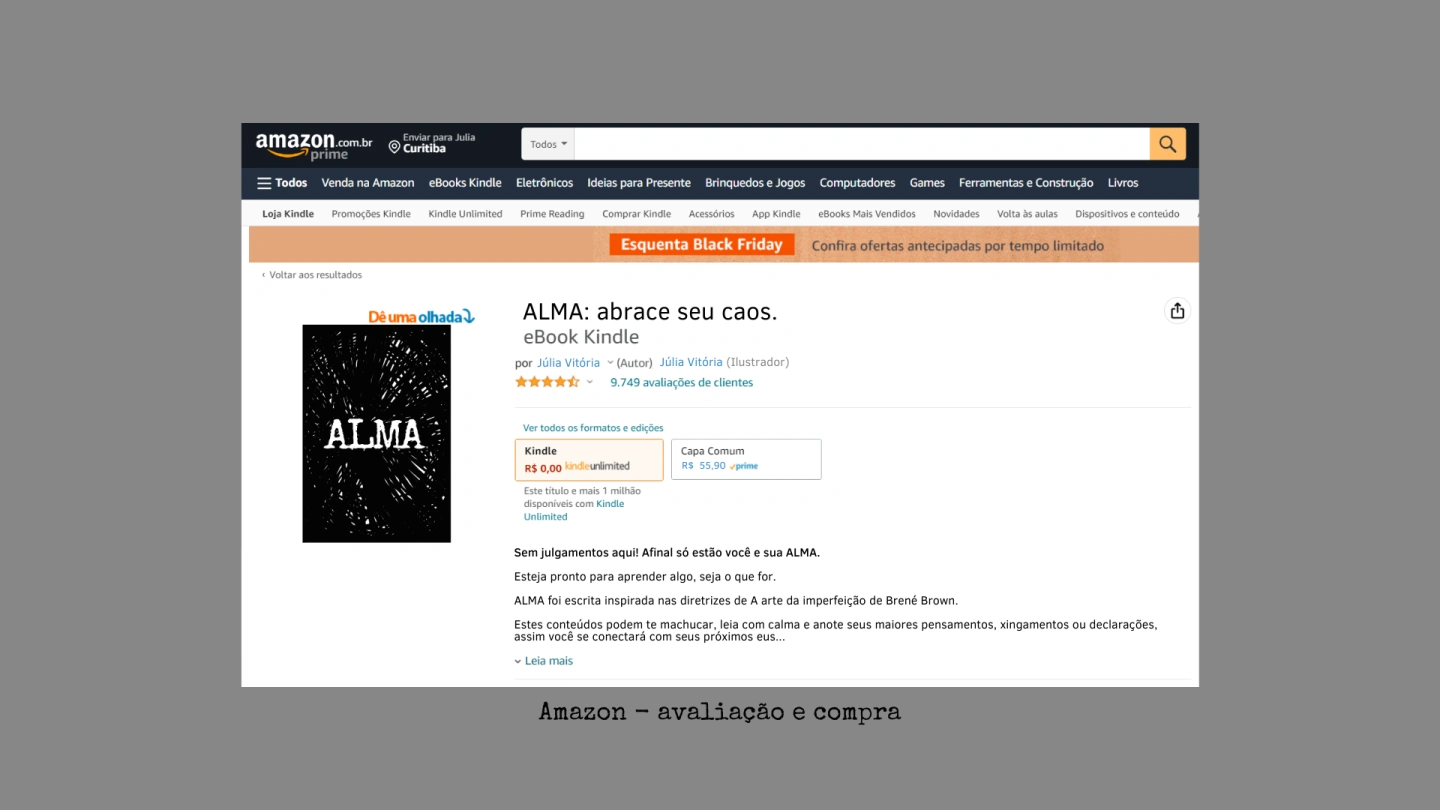 amazon.com.br
prime
Enviar para Julia
Curitiba
Todos
Todos Venda na Amazon eBooks Kindle Eletrônicos Ideias para Presente Brinquedos e Jogos Computadores Games Ferramentas e Construção Livros
Loja Kindle Promoções Kindle Kindle Unlimited Prime Reading Comprar Kindle Acessórios App Kindle eBooks Mais Vendidos Novidades Volta às aulas Dispositivos e conteúdo
Esquenta Black Friday Confira ofertas antecipadas por tempo limitado
‹ Voltar aos resultados
Dê uma olhada
ALMA
ALMA: abrace seu caos.
eBook Kindle
por Júlia Vitória (Autor) Júlia Vitória (Ilustrador)
9.749 avaliações de clientes
Ver todos os formatos e edições
Kindle
R$ 0,00 kindleunlimited
Capa Comum
R$ 55,90 prime
Este título e mais 1 milhão
disponíveis com Kindle
Unlimited
Sem julgamentos aqui! Afinal só estão você e sua ALMA.
Esteja pronto para aprender algo, seja o que for.
ALMA foi escrita inspirada nas diretrizes de A arte da imperfeição de Brené Brown.
Estes conteúdos podem te machucar, leia com calma e anote seus maiores pensamentos, xingamentos ou declarações,
assim você se conectará com seus próximos eus...
Leia mais
Amazon - avaliação e compra